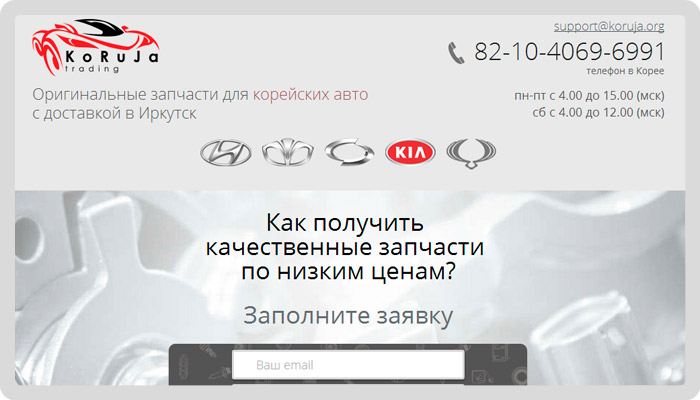 KoRuJa
trading
support@koruja.org
82-10-4069-6991
телефон в Корее
Оригинальные запчасти для корейских авто
с доставкой в Иркутск
пн-пт с 4.00 до 15.00 (мск)
сб с 4.00 до 12.00 (мск)
KIA
Как получить
качественные запчасти
по низким ценам?
Заполните заявку
Ваш email